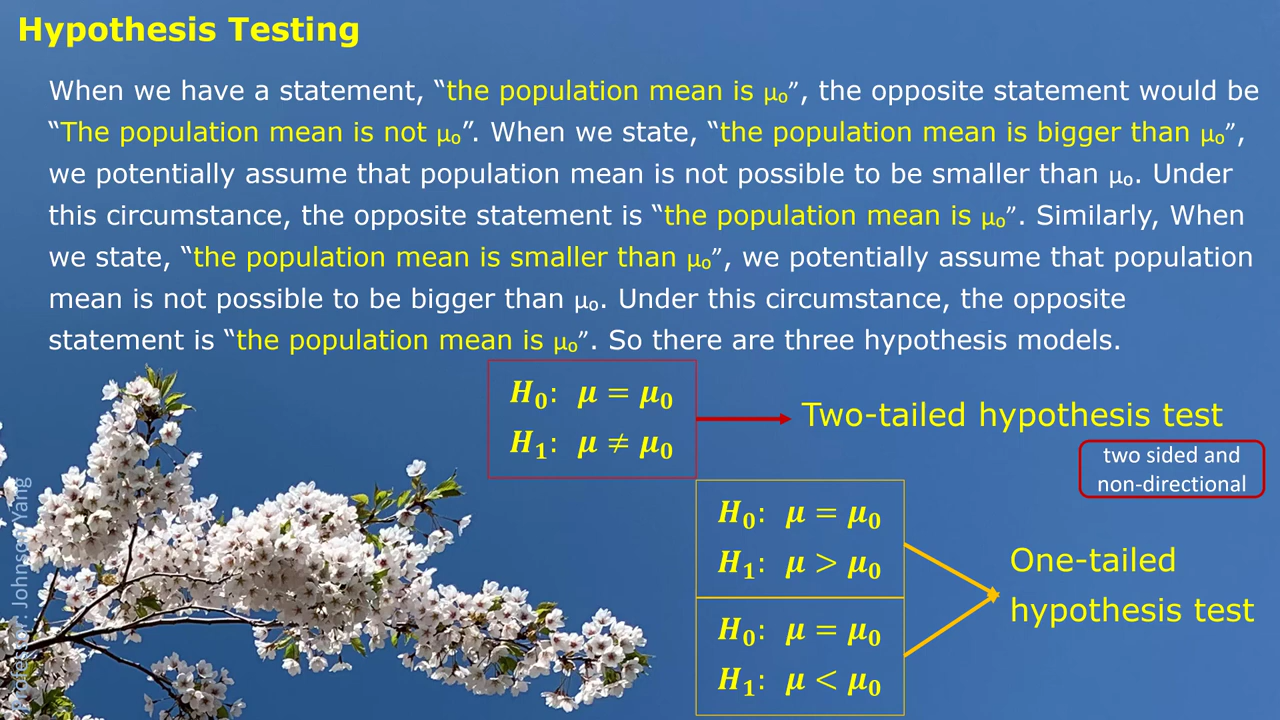 Hypothesis Testing
When we have a statement, “the population mean is μₒ”, the opposite statement would be
“The population mean is not μₒ”. When we state, “the population mean is bigger than μₒ”,
we potentially assume that population mean is not possible to be smaller than μₒ. Under
this circumstance, the opposite statement is “the population mean is μₒ”. Similarly, When
we state, “the population mean is smaller than μₒ”, we potentially assume that population
mean is not possible to be bigger than μₒ. Under this circumstance, the opposite
statement is “the population mean is μₒ”. So there are three hypothesis models.
H₀: μ = μ₀
H₁: μ ≠ μ₀
Two-tailed hypothesis test
two sided and
non-directional
H₀: μ = μ₀
H₁: μ > μ₀
H₀: μ = μ₀
H₁: μ < μ₀
One-tailed
hypothesis test
Professor: Johnson Yang